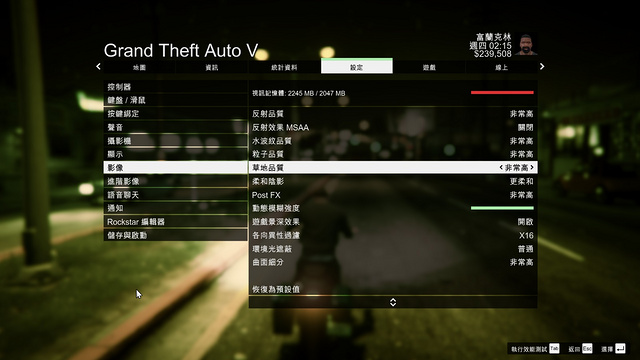 Grand Theft Auto V
富蘭克林
週四 02:15
$239,508
地圖 資訊 統計資料 設定 遊戲 線上
控制器
鍵盤 / 滑鼠
按鍵綁定
聲音
攝影機
顯示
影像
進階影像
語音聊天
通知
Rockstar 編輯器
儲存與啟動
視訊記憶體: 2245 MB / 2047 MB
反射品質 非常高
反射效果 MSAA 關閉
水波紋品質 非常高
粒子品質 非常高
草地品質 非常高
柔和陰影 更柔和
Post FX 非常高
動態模糊強度
遊戲景深效果 開啟
各向異性過濾 X16
環境光遮蔽 普通
曲面細分 非常高
恢復為預設值
執行效能測試 Tab 返回 Esc 選擇